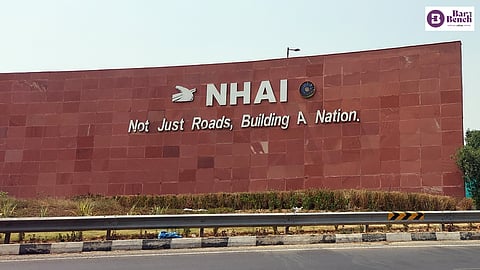 Bar&
Bench
NHAI
Not Just Roads, Building A Nation.